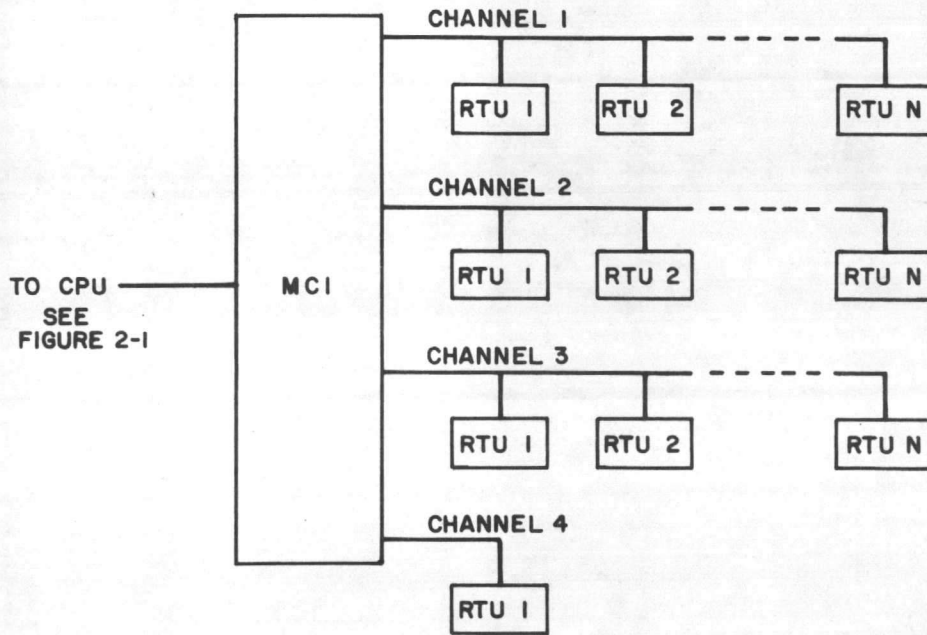 CHANNEL 1
RTU 1 RTU 2 RTU N
CHANNEL 2
RTU 1 RTU 2 RTU N
TO CPU
SEE
FIGURE 2-1
MCI
CHANNEL 3
RTU 1 RTU 2 RTU N
CHANNEL 4
RTU 1